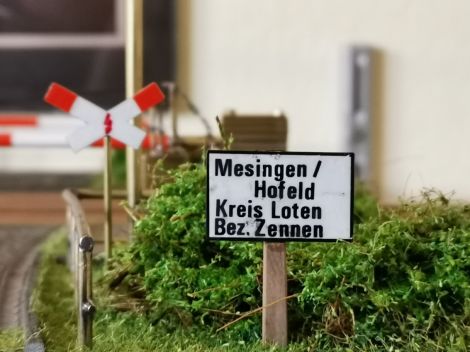 Mesingen /
Hofeld
Kreis Loten
Bez. Zennen